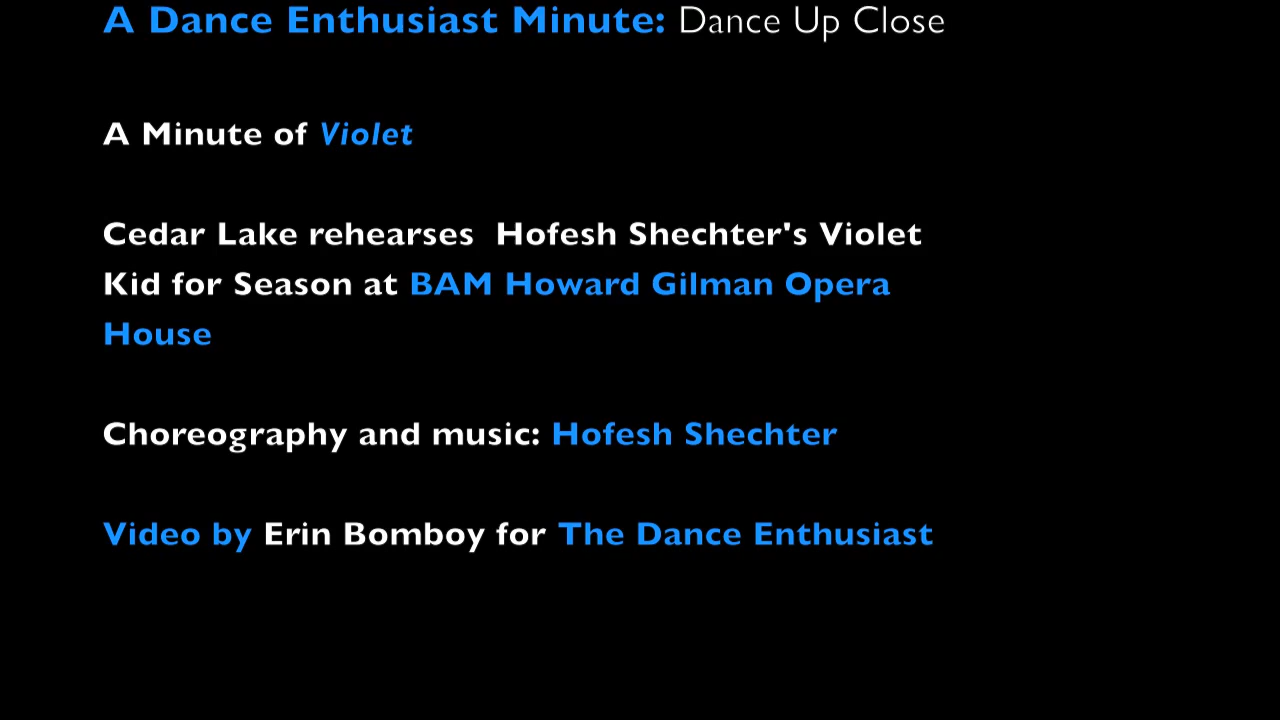 A Dance Enthusiast Minute: Dance Up Close
A Minute of Violet
Cedar Lake rehearses  Hofesh Shechter's Violet
Kid for Season at BAM Howard Gilman Opera
House
Choreography and music: Hofesh Shechter
Video by Erin Bomboy for The Dance Enthusiast